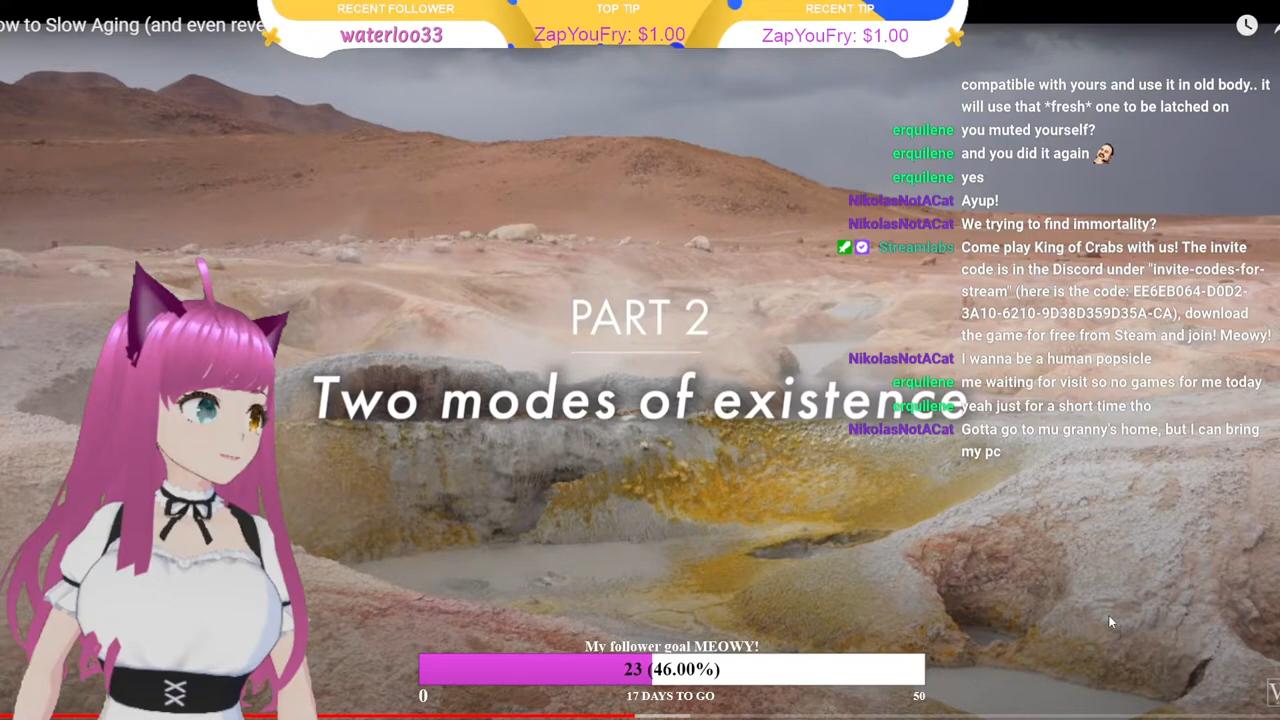 ow to Slow Aging (and even reve
RECENT FOLLOWER
waterloo33
TOP TIP
ZapYouFry: $1.00
RECENT TIP
ZapYouFry: $1.00
compatible with yours and use it in old body.. it
will use that *fresh* one to be latched on
erquilene you muted yourself?
erquilene and you did it again
erquilene yes
NikolasNotACat Ayup!
NikolasNotACat We trying to find immortality?
Streamlabs Come play King of Crabs with us! The invite
code is in the Discord under "invite-codes-for-
stream" (here is the code: EE6EB064-D0D2-
3A10-6210-9D38D359D35A-CA), download
the game for free from Steam and join! Meowy!
NikolasNotACat I wanna be a human popsicle
erquilene me waiting for visit so no games for me today
erquilene yeah just for a short time tho
NikolasNotACat Gotta go to mu granny's home, but I can bring
my pc
PART 2
Two modes of existence
My follower goal MEOWY!
23 (46.00%)
0 17 DAYS TO GO 50